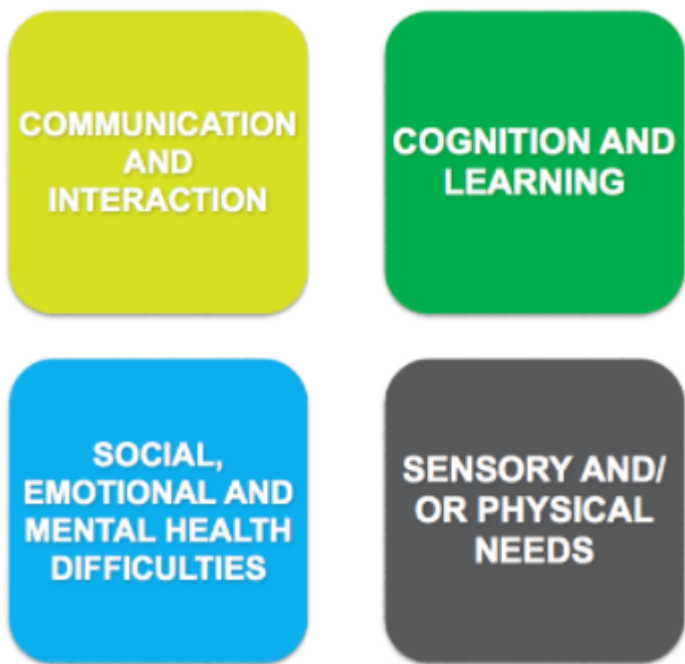 COMMUNICATION
AND
INTERACTION
COGNITION AND
LEARNING
SOCIAL,
EMOTIONAL AND
MENTAL HEALTH
DIFFICULTIES
SENSORY AND/
OR PHYSICAL
NEEDS